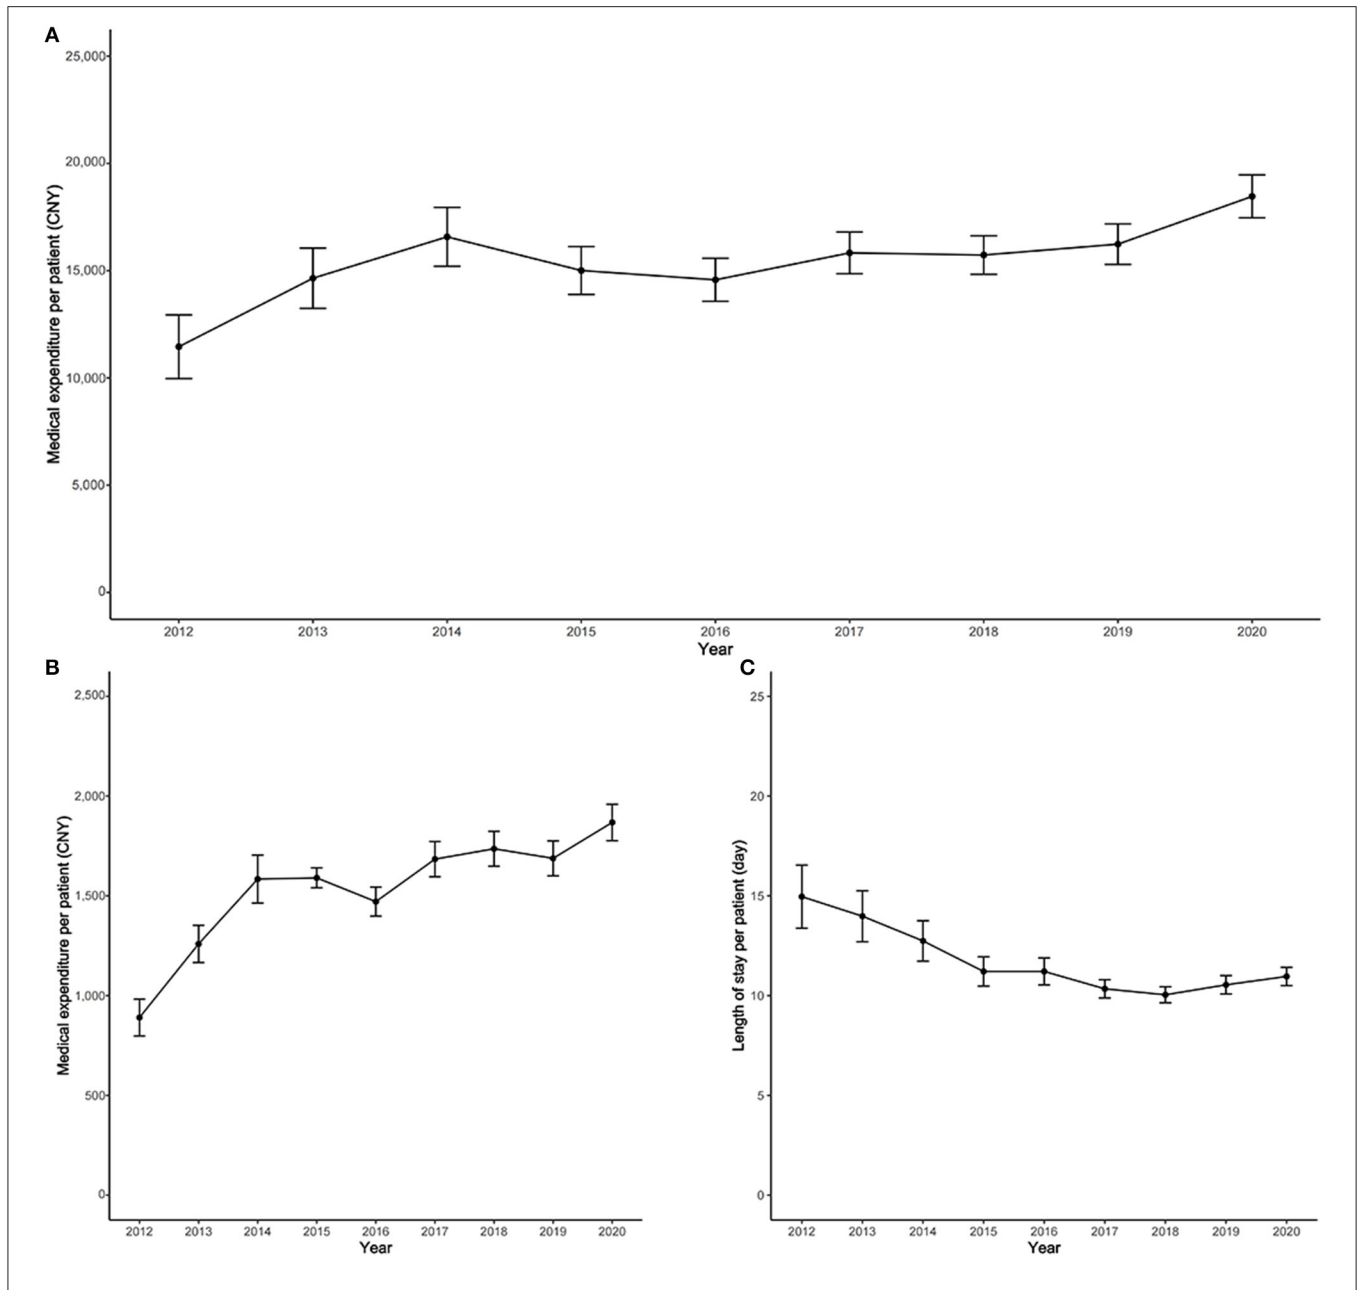 A
Medical expenditure per patient (CNY)
25,000
20,000
15,000
10,000
5,000
0
2012 2013 2014 2015 2016 2017 2018 2019 2020
Year
B
Medical expenditure per patient (CNY)
2,500
2,000
1,500
1,000
500
0
2012 2013 2014 2015 2016 2017 2018 2019 2020
Year
C
Length of stay per patient (day)
25
20
15
10
5
0
2012 2013 2014 2015 2016 2017 2018 2019 2020
Year